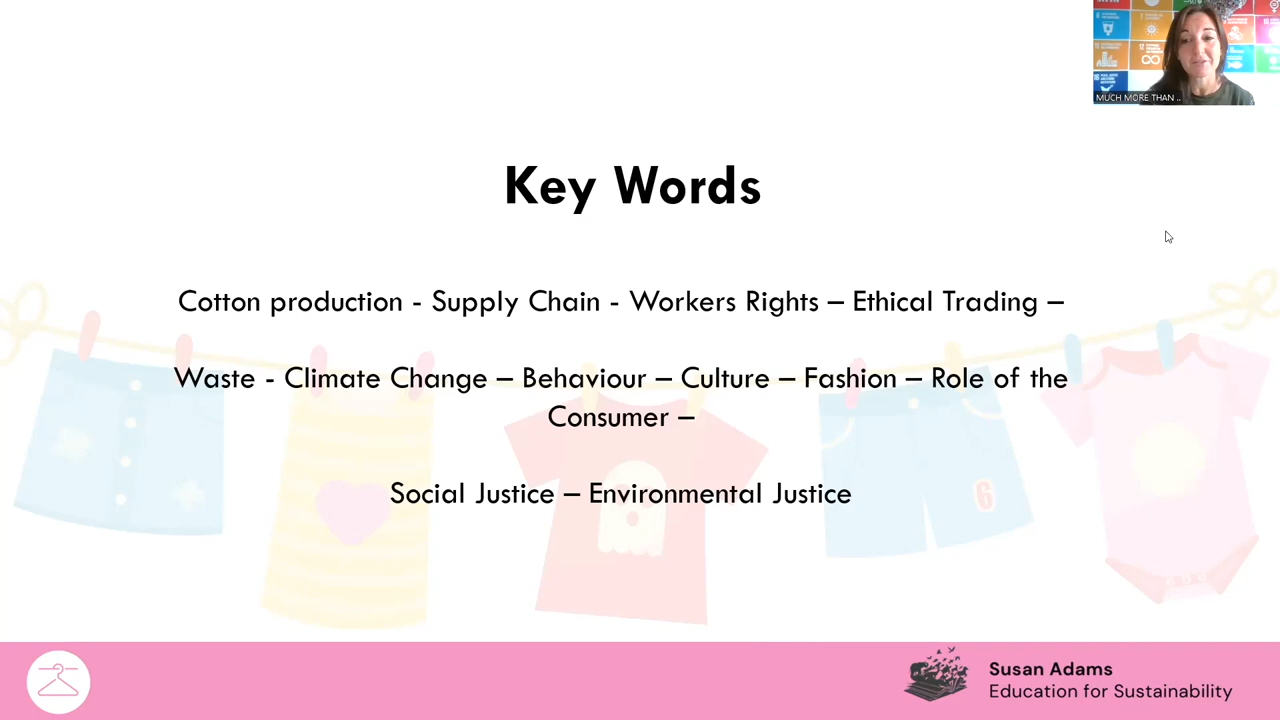 MUCH MORE THAN ..
Key Words
Cotton production - Supply Chain - Workers Rights – Ethical Trading –
Waste - Climate Change – Behaviour – Culture – Fashion – Role of the
Consumer –
Social Justice – Environmental Justice
6
Susan Adams
Education for Sustainability